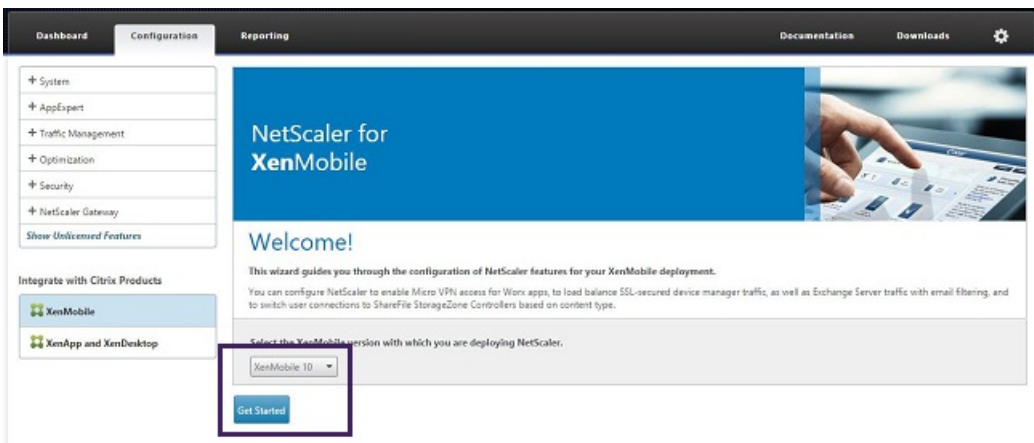 Dashboard
Configuration
Reporting
Documentation
Downloads
+ System
+ AppExpert
+ Traffic Management
+ Optimization
+ Security
+ NetScaler Gateway
Show Unlicensed Features
Integrate with Citrix Products
XenMobile
XenApp and XenDesktop
NetScaler for
XenMobile
Welcome!
This wizard guides you through the configuration of NetScaler features for your XenMobile deployment.
You can configure NetScaler to enable Micro VPN access for Worx apps, to load balance SSL-secured device manager traffic, as well as Exchange Server traffic with email filtering, and
to switch user connections to ShareFile StorageZone Controllers based on content type.
Select the XenMobile version with which you are deploying NetScaler.
XenMobile 10
Get Started